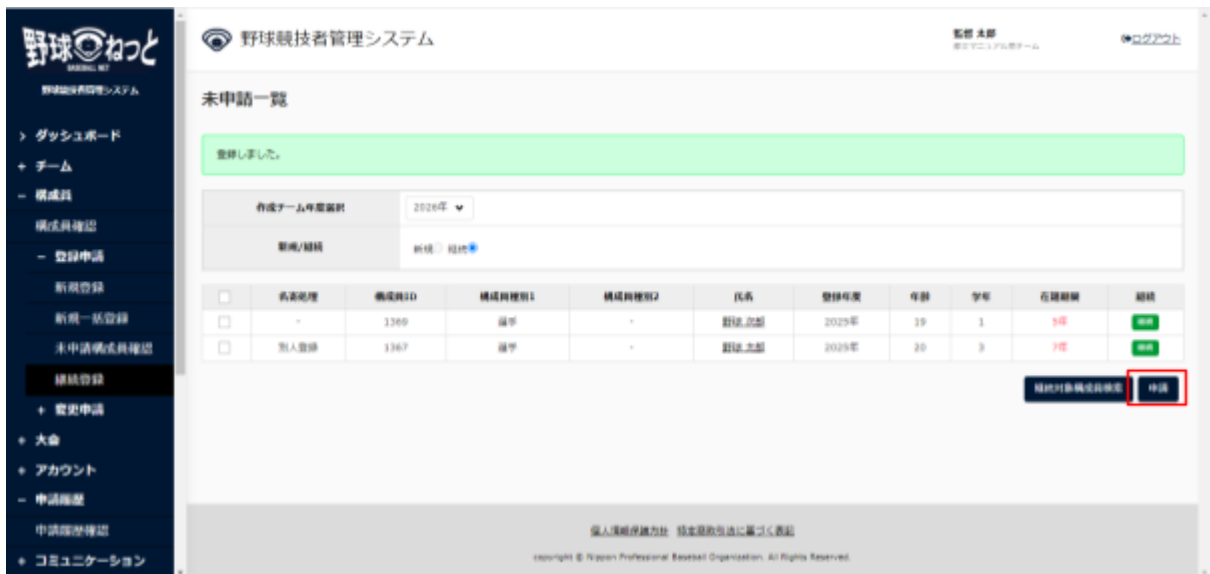 野球ねっと
BASEBALL NET
野球競技者管理システム
> ダッシュボード
+ チーム
− 構成員
構成員確認
− 登録申請
新規登録
新規一括登録
未申請構成員確認
継続登録
+ 変更申請
+ 大会
+ アカウント
− 申請履歴
申請履歴確認
+ コミュニケーション
野球競技者管理システム
監督 太郎
ログアウト
未申請一覧
登録しました。
作成チーム年度選択 2026年
新規/継続 新規 継続
名寄処理 構成員ID 構成員種別1 構成員種別2 氏名 登録年度 年齢 学年 在籍期間 継続
- 1369 選手 - 野球 次郎 2025年 19 1 5年 継続
別人登録 1367 選手 - 野球 太郎 2025年 20 3 7年 継続
継続対象構成員検索 申請
個人情報保護方針 特定商取引法に基づく表記
copyright © Nippon Professional Baseball Organization. All Rights Reserved.